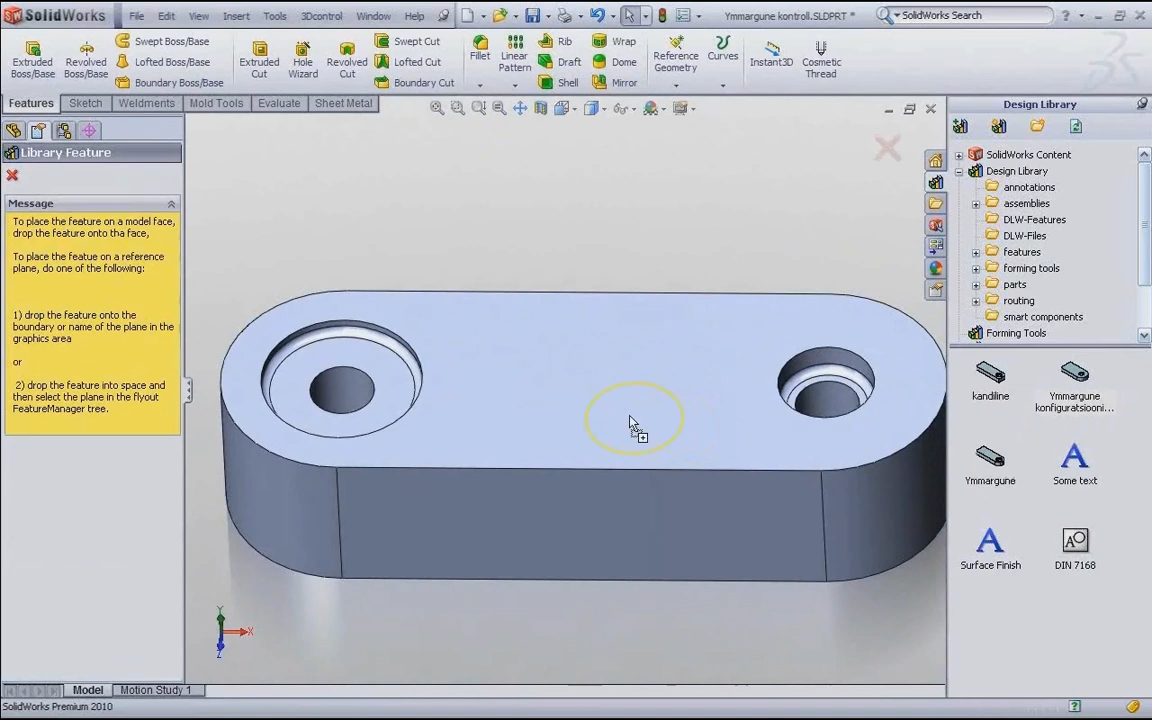 SolidWorks File Edit View Insert Tools 3Dcontrol Window Help Ymmargune kontroll.SLDPRT * SolidWorks Search
Extruded Boss/Base
Revolved Boss/Base
Swept Boss/Base
Lofted Boss/Base
Boundary Boss/Base
Extruded Cut
Hole Wizard
Revolved Cut
Swept Cut
Lofted Cut
Boundary Cut
Fillet
Linear Pattern
Rib
Draft
Shell
Wrap
Dome
Mirror
Reference Geometry
Curves
Instant3D
Cosmetic Thread
Features Sketch Weldments Mold Tools Evaluate Sheet Metal
Library Feature
Message
To place the feature on a model face,
drop the feature onto tha face,
To place the featue on a reference
plane, do one of the following:
1) drop the feature onto the
boundary or name of the plane in the
graphics area
or
2) drop the feature into space and
then select the plane in the flyout
FeatureManager tree.
Design Library
SolidWorks Content
Design Library
annotations
assemblies
DLW-Features
DLW-Files
features
forming tools
parts
routing
smart components
Forming Tools
kandiline
Ymmargune
konfiguratsiooni...
Ymmargune
Some text
Surface Finish
DIN 7168
Y
X
Z
Model Motion Study 1
SolidWorks Premium 2010